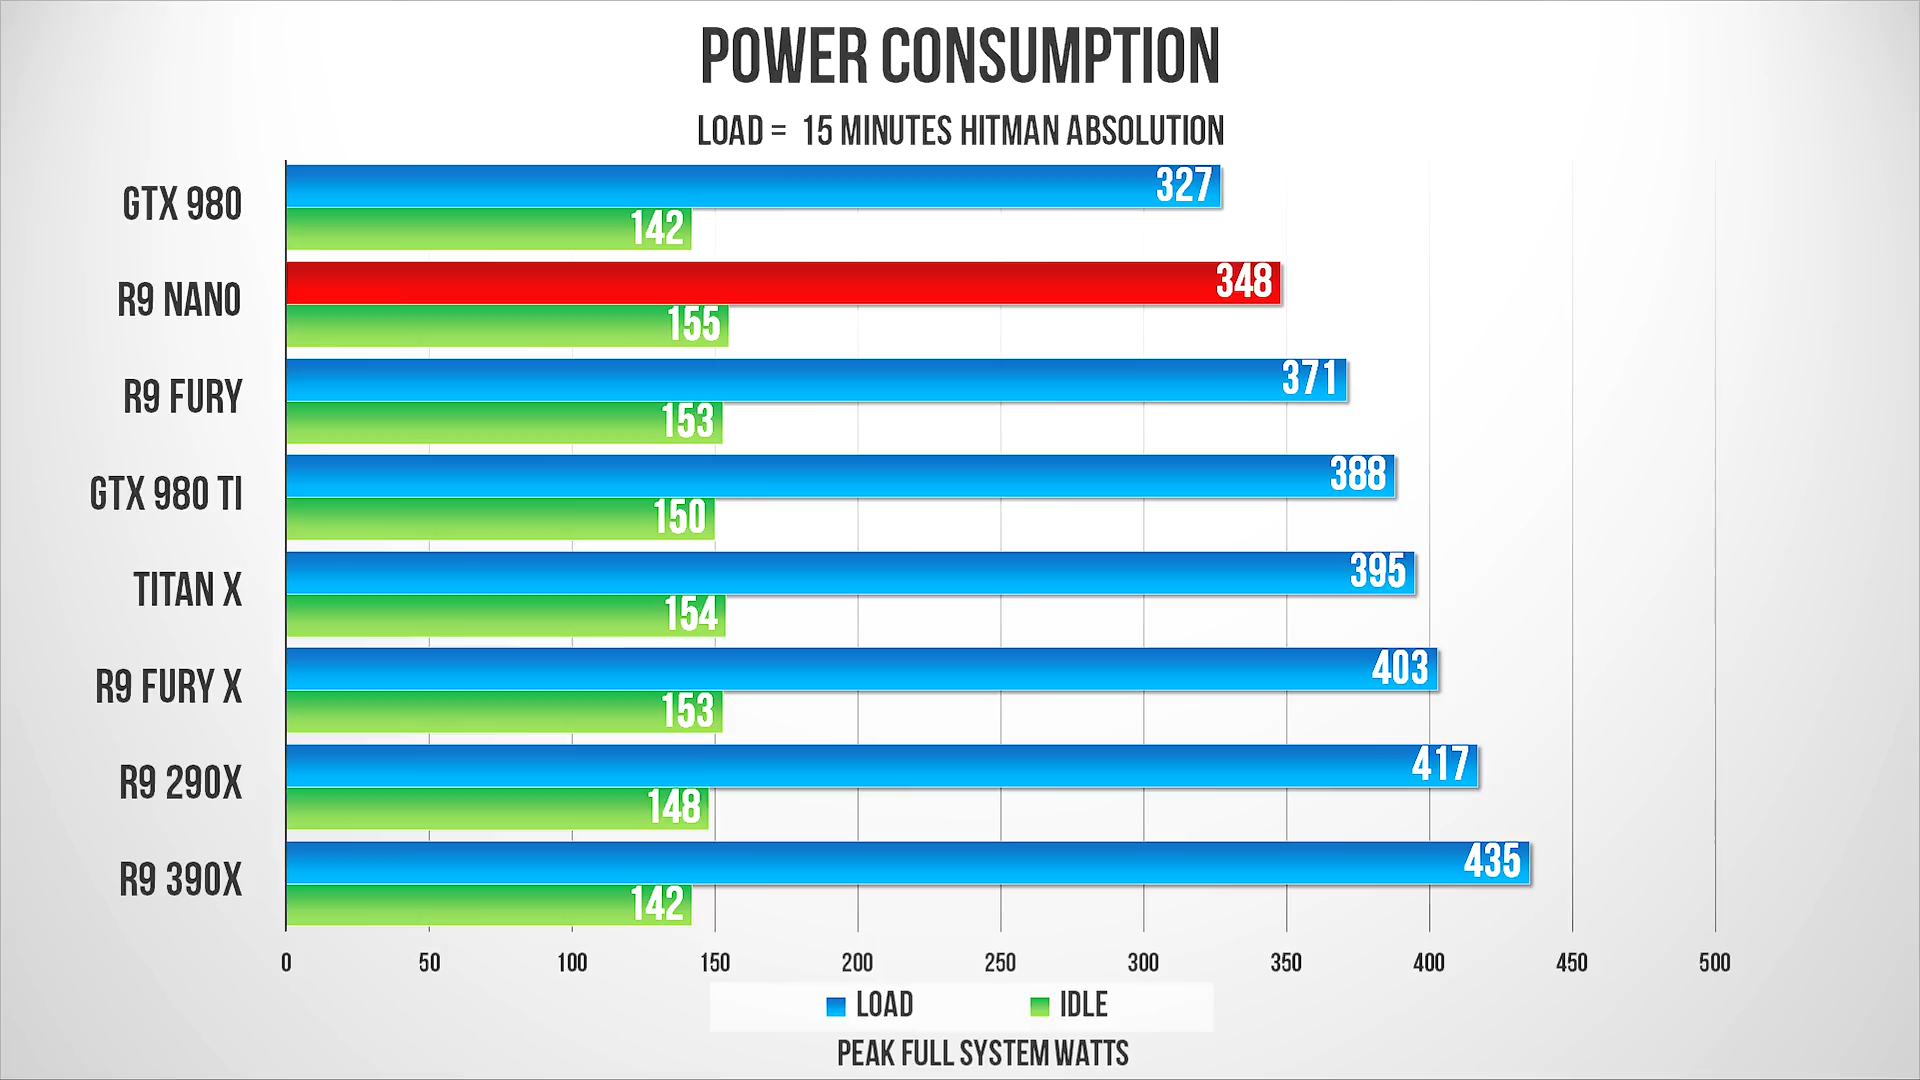 POWER CONSUMPTION
LOAD = 15 MINUTES HITMAN ABSOLUTION
GTX 980
327
142
R9 NANO
348
155
R9 FURY
371
153
GTX 980 TI
388
150
TITAN X
395
154
R9 FURY X
403
153
R9 290X
417
148
R9 390X
435
142
0 50 100 150 200 250 300 350 400 450 500
LOAD IDLE
PEAK FULL SYSTEM WATTS